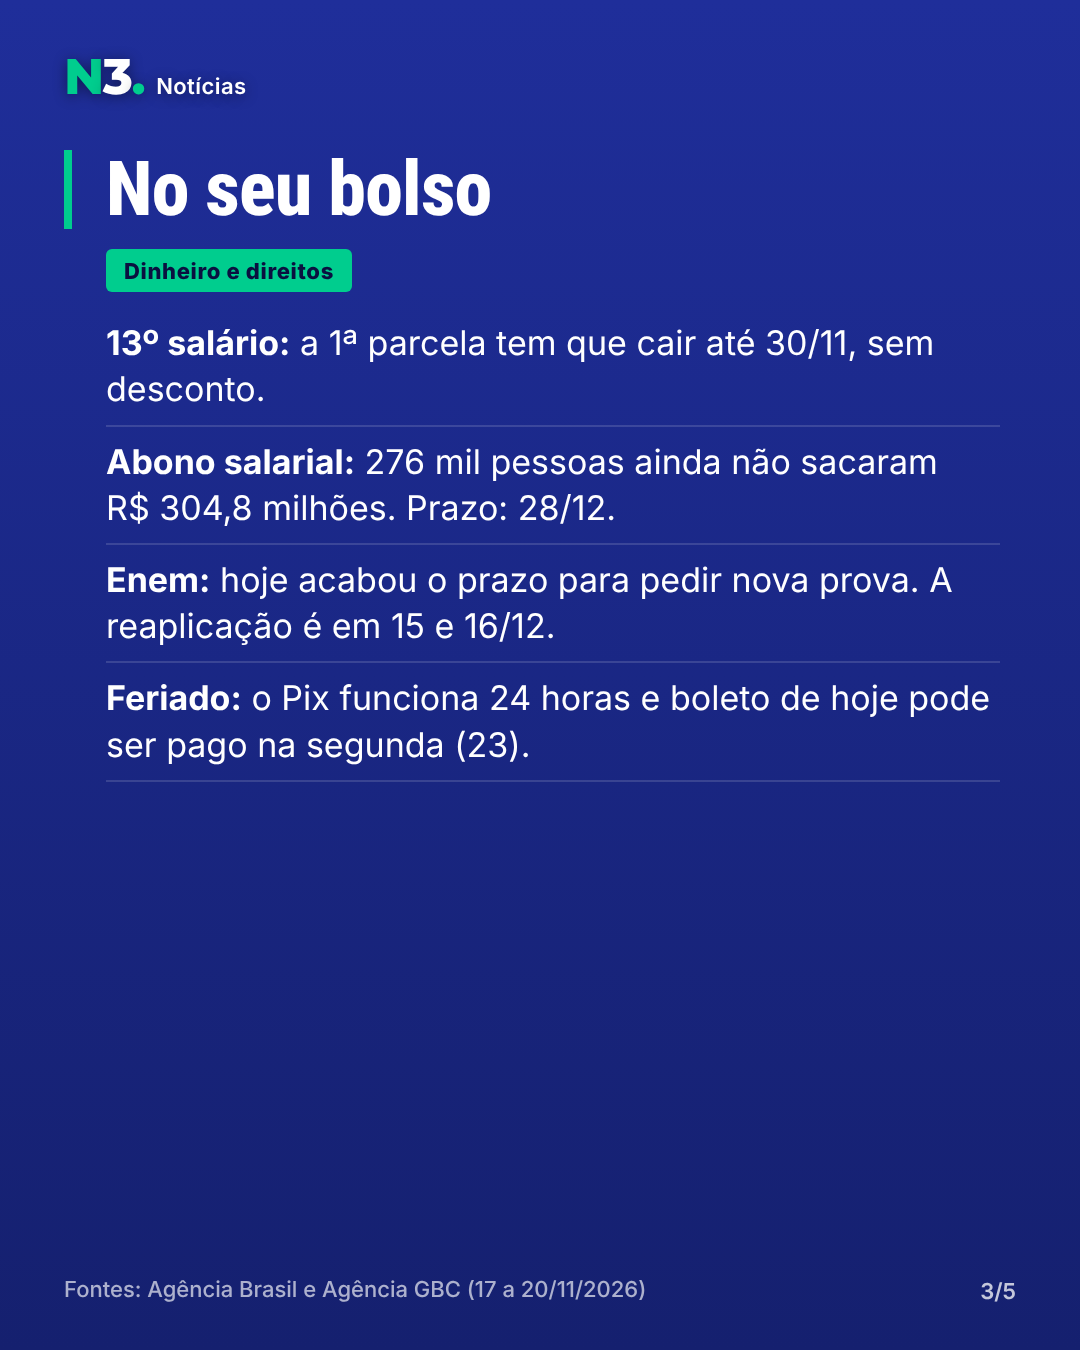 N3. Notícias
No seu bolso
Dinheiro e direitos
13º salário: a 1ª parcela tem que cair até 30/11, sem
desconto.
Abono salarial: 276 mil pessoas ainda não sacaram
R$ 304,8 milhões. Prazo: 28/12.
Enem: hoje acabou o prazo para pedir nova prova. A
reaplicação é em 15 e 16/12.
Feriado: o Pix funciona 24 horas e boleto de hoje pode
ser pago na segunda (23).
Fontes: Agência Brasil e Agência GBC (17 a 20/11/2026)
3/5